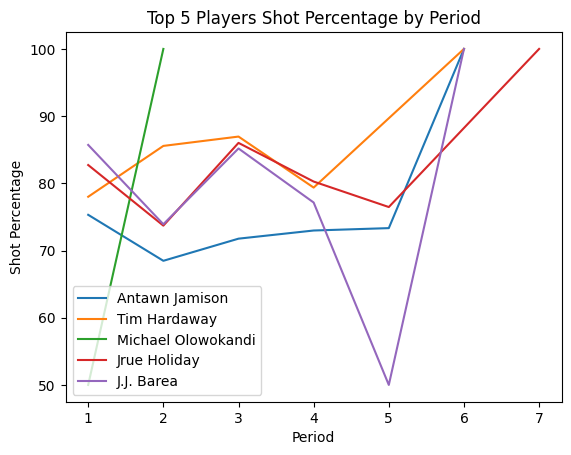 Top 5 Players Shot Percentage by Period
Shot Percentage
100
90
80
70
60
50
Antawn Jamison
Tim Hardaway
Michael Olowokandi
Jrue Holiday
J.J. Barea
1 2 3 4 5 6 7
Period